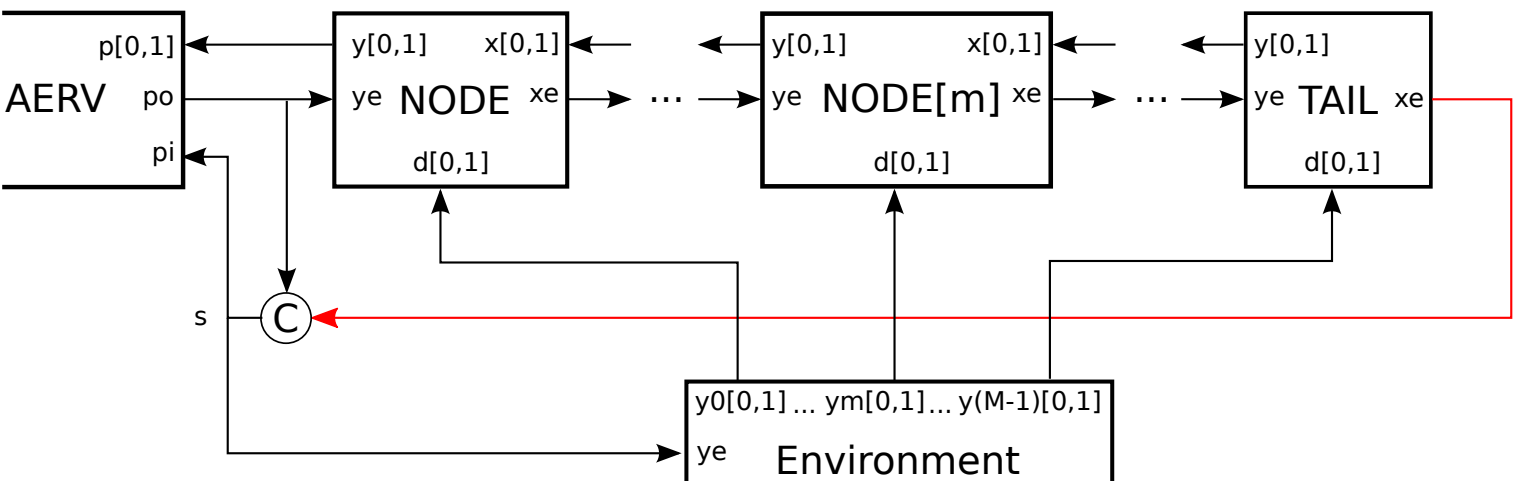 p[0,1]
AERV
po
pi
y[0,1] x[0,1]
ye NODE xe
d[0,1]
...
y[0,1] x[0,1]
ye NODE[m] xe
d[0,1]
...
y[0,1]
ye TAIL xe
d[0,1]
s
C
y0[0,1] ... ym[0,1] ... y(M-1)[0,1]
ye
Environment